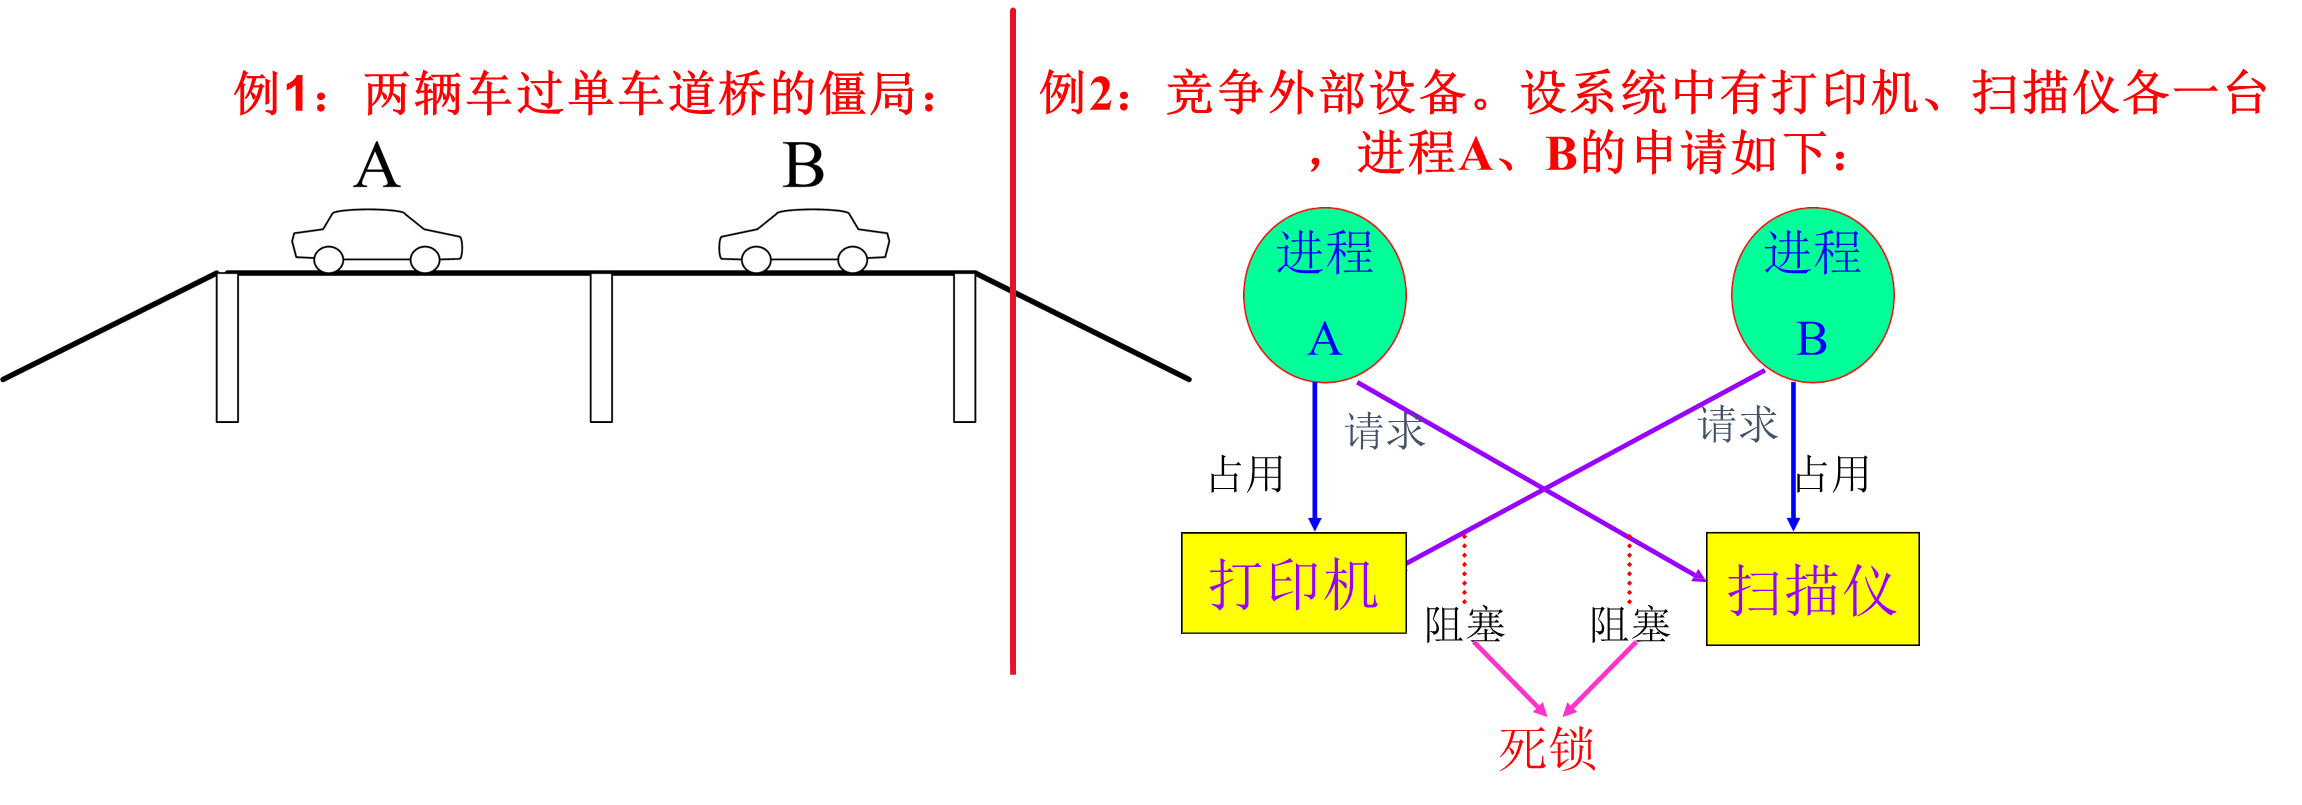 例1：两辆车过单车道桥的僵局：
A
B
例2：竞争外部设备。设系统中有打印机、扫描仪各一台
，进程A、B的申请如下：
进程
A
进程
B
请求
请求
占用
占用
打印机
扫描仪
阻塞
阻塞
死锁